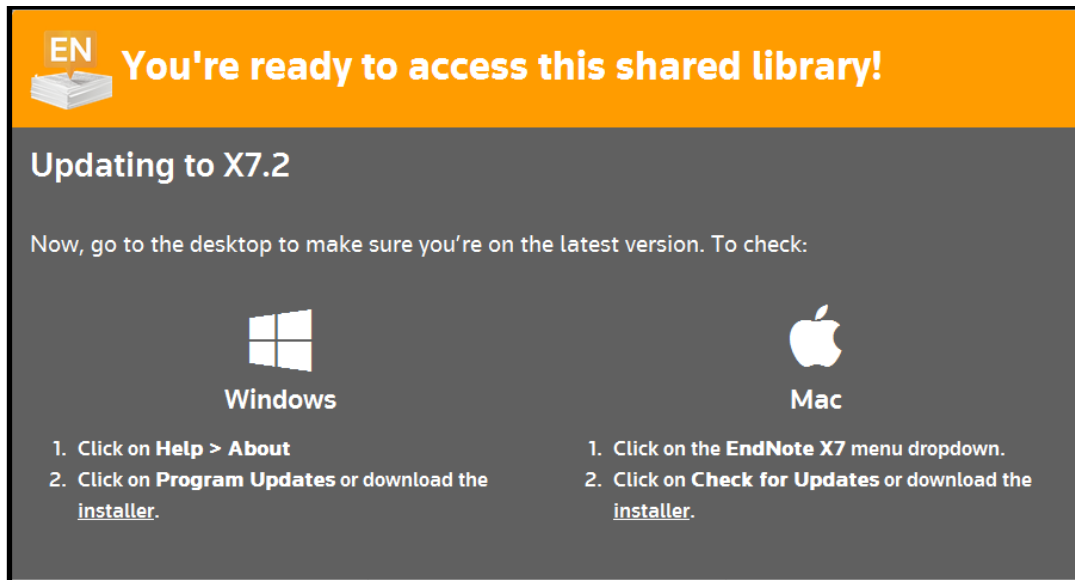 EN
You're ready to access this shared library!
Updating to X7.2
Now, go to the desktop to make sure you’re on the latest version. To check:
Windows
1. Click on Help > About
2. Click on Program Updates or download the
installer.
Mac
1. Click on the EndNote X7 menu dropdown.
2. Click on Check for Updates or download the
installer.